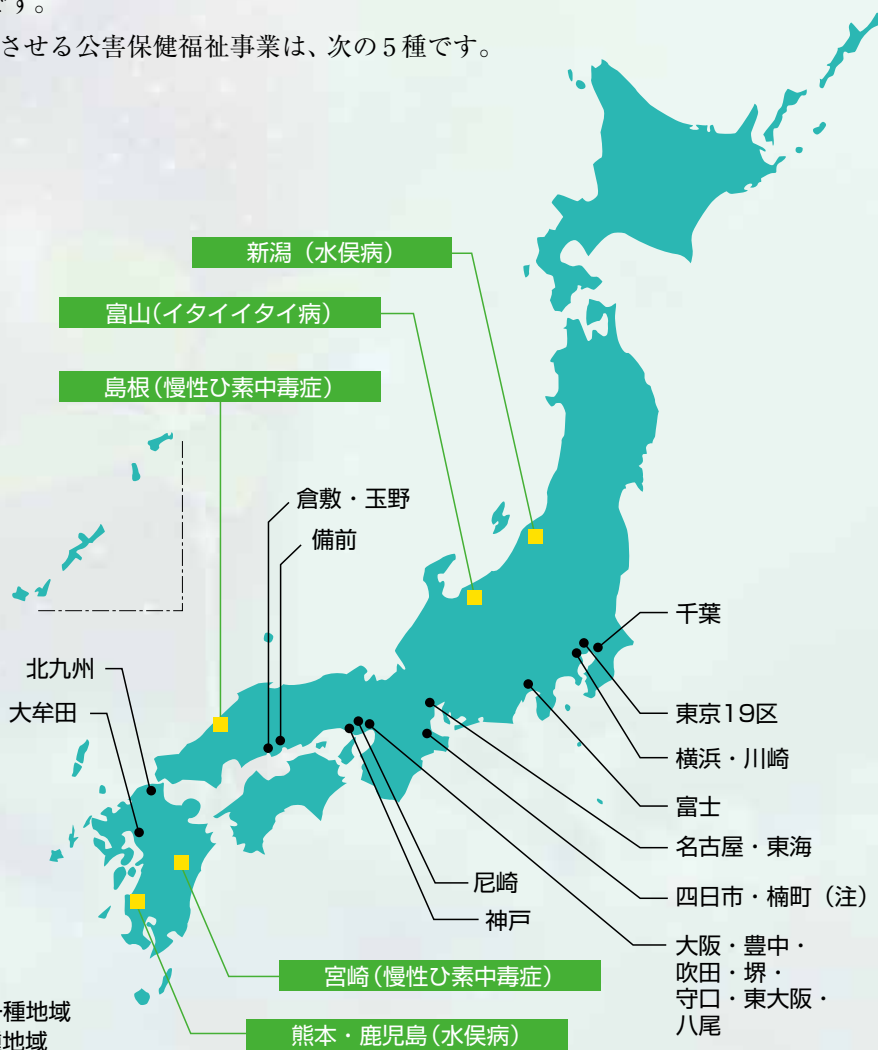 です。
させる公害保健福祉事業は、次の5種です。
新潟（水俣病）
富山（イタイイタイ病）
島根（慢性ひ素中毒症）
倉敷・玉野
備前
千葉
北九州
大牟田
東京19区
横浜・川崎
富士
名古屋・東海
尼崎
四日市・楠町（注）
神戸
大阪・豊中・
吹田・堺・
守口・東大阪・
八尾
宮崎（慢性ひ素中毒症）
種地域
熊本・鹿児島（水俣病）
地域